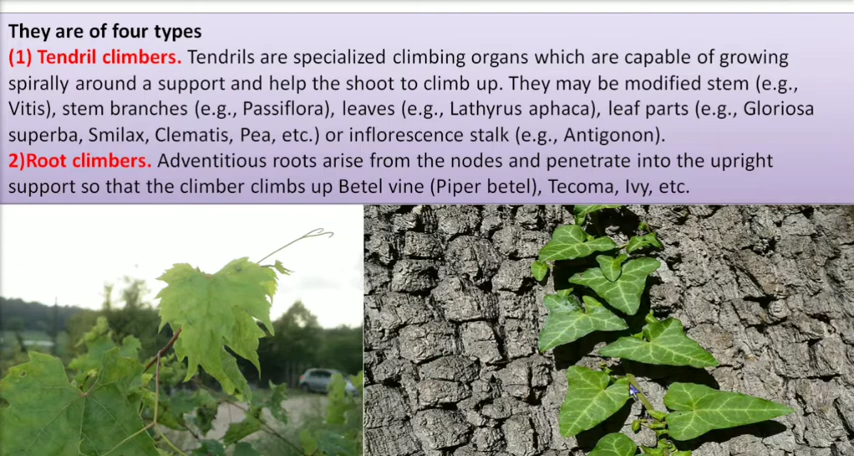 They are of four types
(1) Tendril climbers. Tendrils are specialized climbing organs which are capable of growing
spirally around a support and help the shoot to climb up. They may be modified stem (e.g.,
Vitis), stem branches (e.g., Passiflora), leaves (e.g., Lathyrus aphaca), leaf parts (e.g., Gloriosa
superba, Smilax, Clematis, Pea, etc.) or inflorescence stalk (e.g., Antigonon).
2)Root climbers. Adventitious roots arise from the nodes and penetrate into the upright
support so that the climber climbs up Betel vine (Piper betel), Tecoma, Ivy, etc.